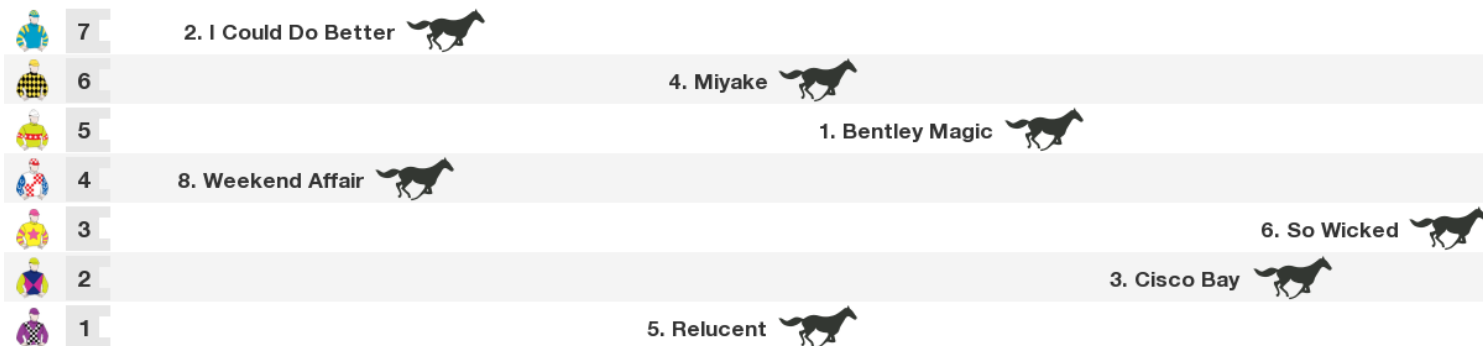 7 2. I Could Do Better
6 4. Miyake
5 1. Bentley Magic
4 8. Weekend Affair
3 6. So Wicked
2 3. Cisco Bay
1 5. Relucent